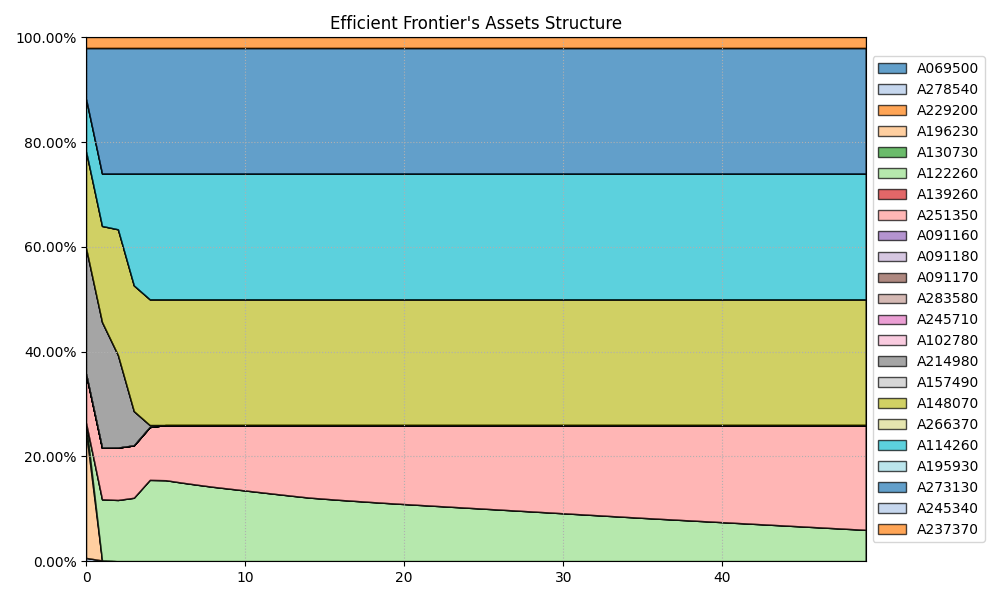 Efficient Frontier's Assets Structure
100.00%
80.00%
60.00%
40.00%
20.00%
0.00%
0
10
20
30
40
A069500
A278540
A229200
A196230
A130730
A122260
A139260
A251350
A091160
A091180
A091170
A283580
A245710
A102780
A214980
A157490
A148070
A266370
A114260
A195930
A273130
A245340
A237370